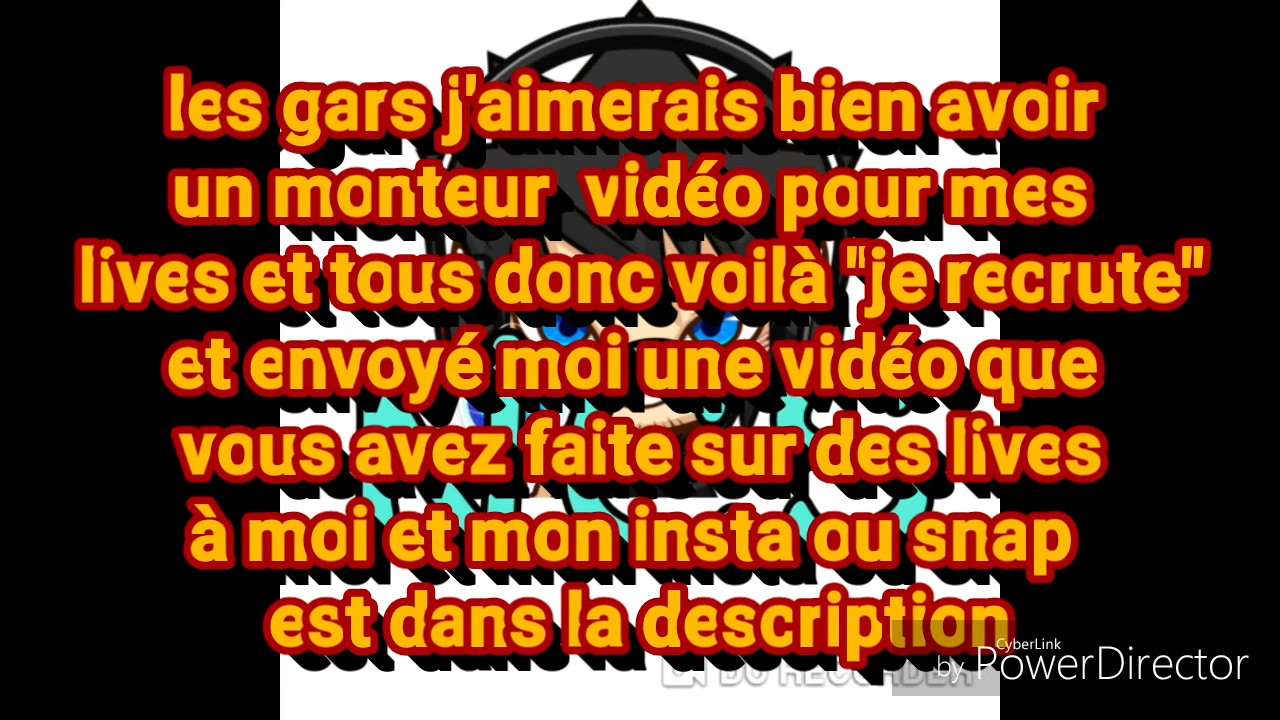 les gars j'aimerais bien avoir
un monteur vidéo pour mes
lives et tous donc voilà "je recrute"
et envoyé moi une vidéo que
vous avez faite sur des lives
à moi et mon insta ou snap
est dans la description
CyberLink
by PowerDirector
DU RECORDER